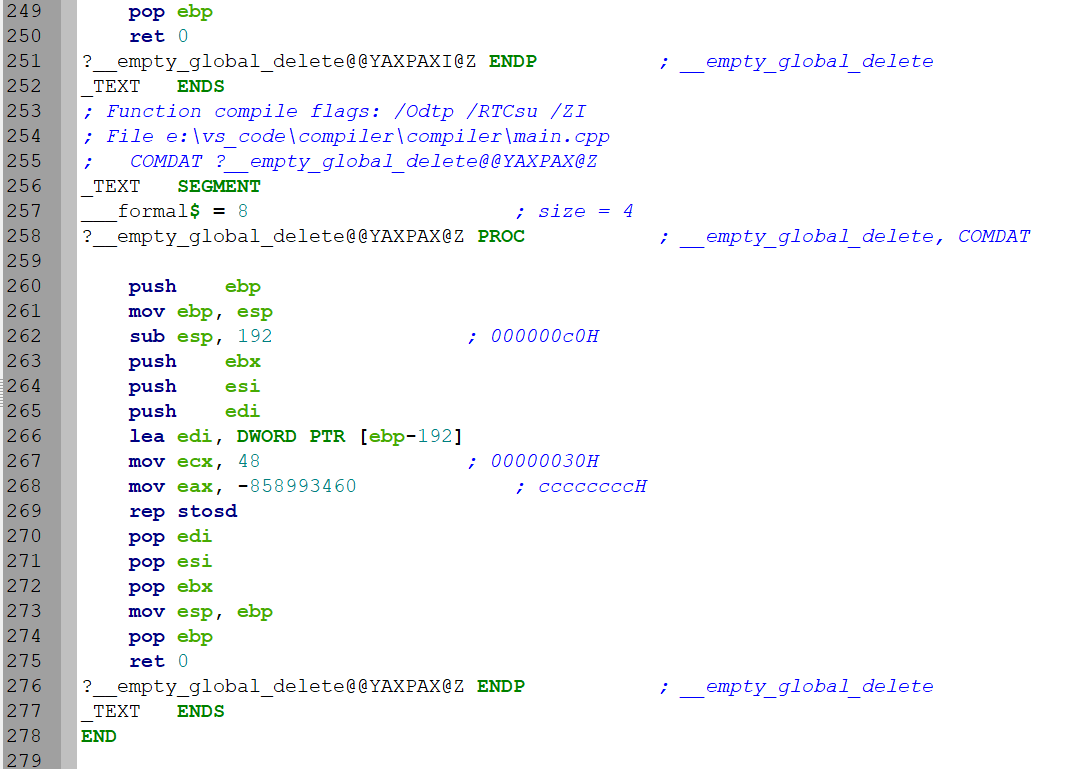 249 pop ebp
250 ret 0
251 ?__empty_global_delete@@YAXPAXI@Z ENDP ; __empty_global_delete
252 _TEXT ENDS
253 ; Function compile flags: /Odtp /RTCsu /ZI
254 ; File e:\vs_code\compiler\compiler\main.cpp
255 ; COMDAT ?__empty_global_delete@@YAXPAX@Z
256 _TEXT SEGMENT
257 ___formal$ = 8 ; size = 4
258 ?__empty_global_delete@@YAXPAX@Z PROC ; __empty_global_delete, COMDAT
259
260 push ebp
261 mov ebp, esp
262 sub esp, 192 ; 000000c0H
263 push ebx
264 push esi
265 push edi
266 lea edi, DWORD PTR [ebp-192]
267 mov ecx, 48 ; 00000030H
268 mov eax, -858993460 ; ccccccccH
269 rep stosd
270 pop edi
271 pop esi
272 pop ebx
273 mov esp, ebp
274 pop ebp
275 ret 0
276 ?__empty_global_delete@@YAXPAX@Z ENDP ; __empty_global_delete
277 _TEXT ENDS
278 END
279